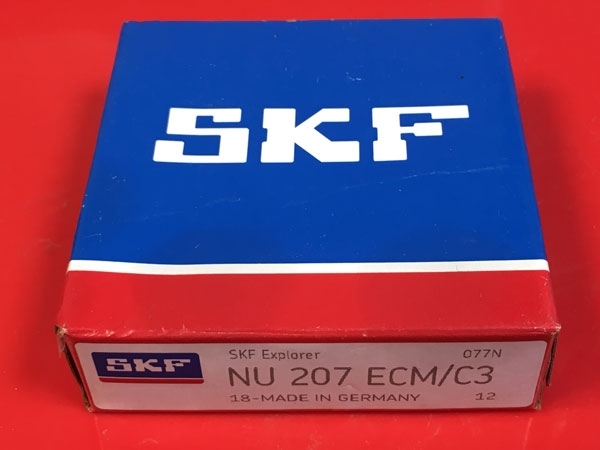 SKF
SKF
SKF Explorer 077N
NU 207 ECM/C3
18-MADE IN GERMANY 12